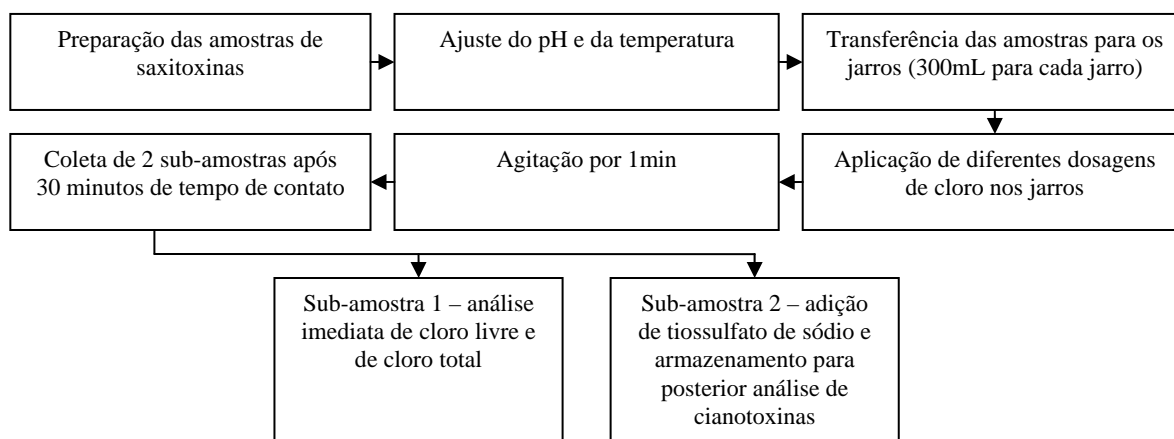 Preparação das amostras de
saxitoxinas
Ajuste do pH e da temperatura
Transferência das amostras para os
jarros (300mL para cada jarro)
Aplicação de diferentes dosagens
de cloro nos jarros
Agitação por 1min
Coleta de 2 sub-amostras após
30 minutos de tempo de contato
Sub-amostra 1 – análise
imediata de cloro livre e
de cloro total
Sub-amostra 2 – adição
de tiossulfato de sódio e
armazenamento para
posterior análise de
cianotoxinas